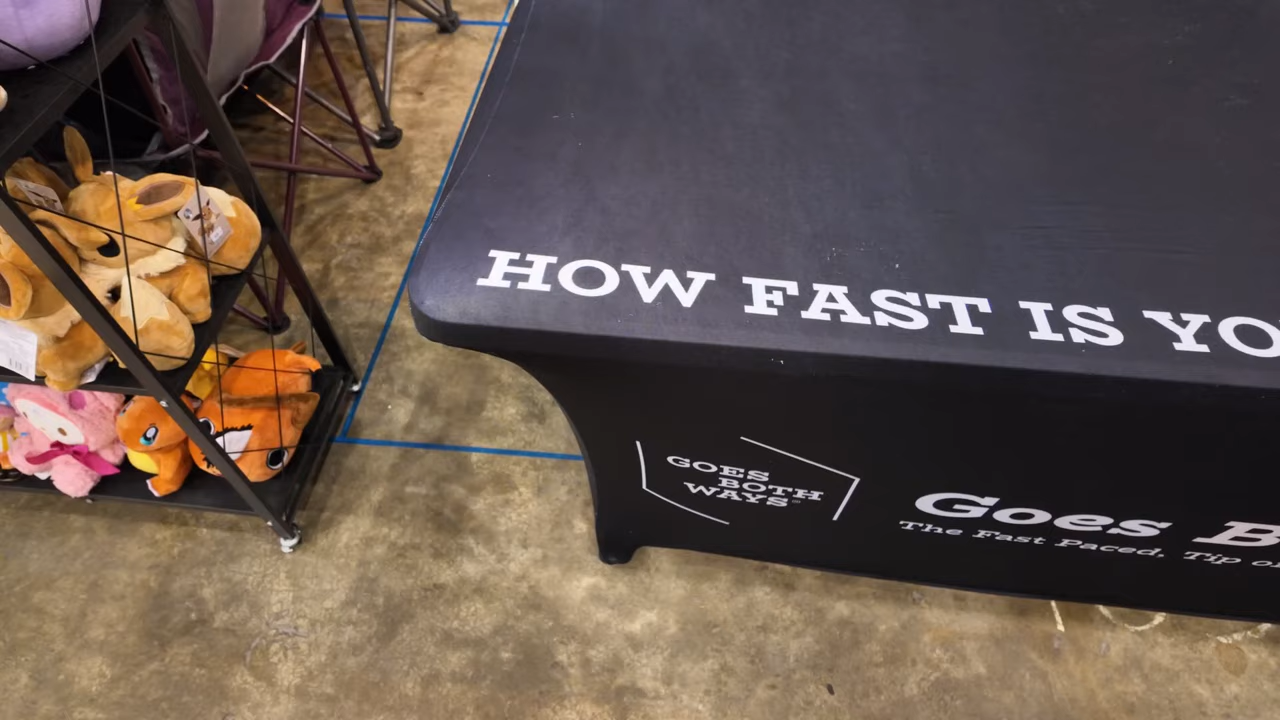 HOW FAST IS YO
GOES
BOTH
WAYS
Goes B
The Fast Paced, Tip o